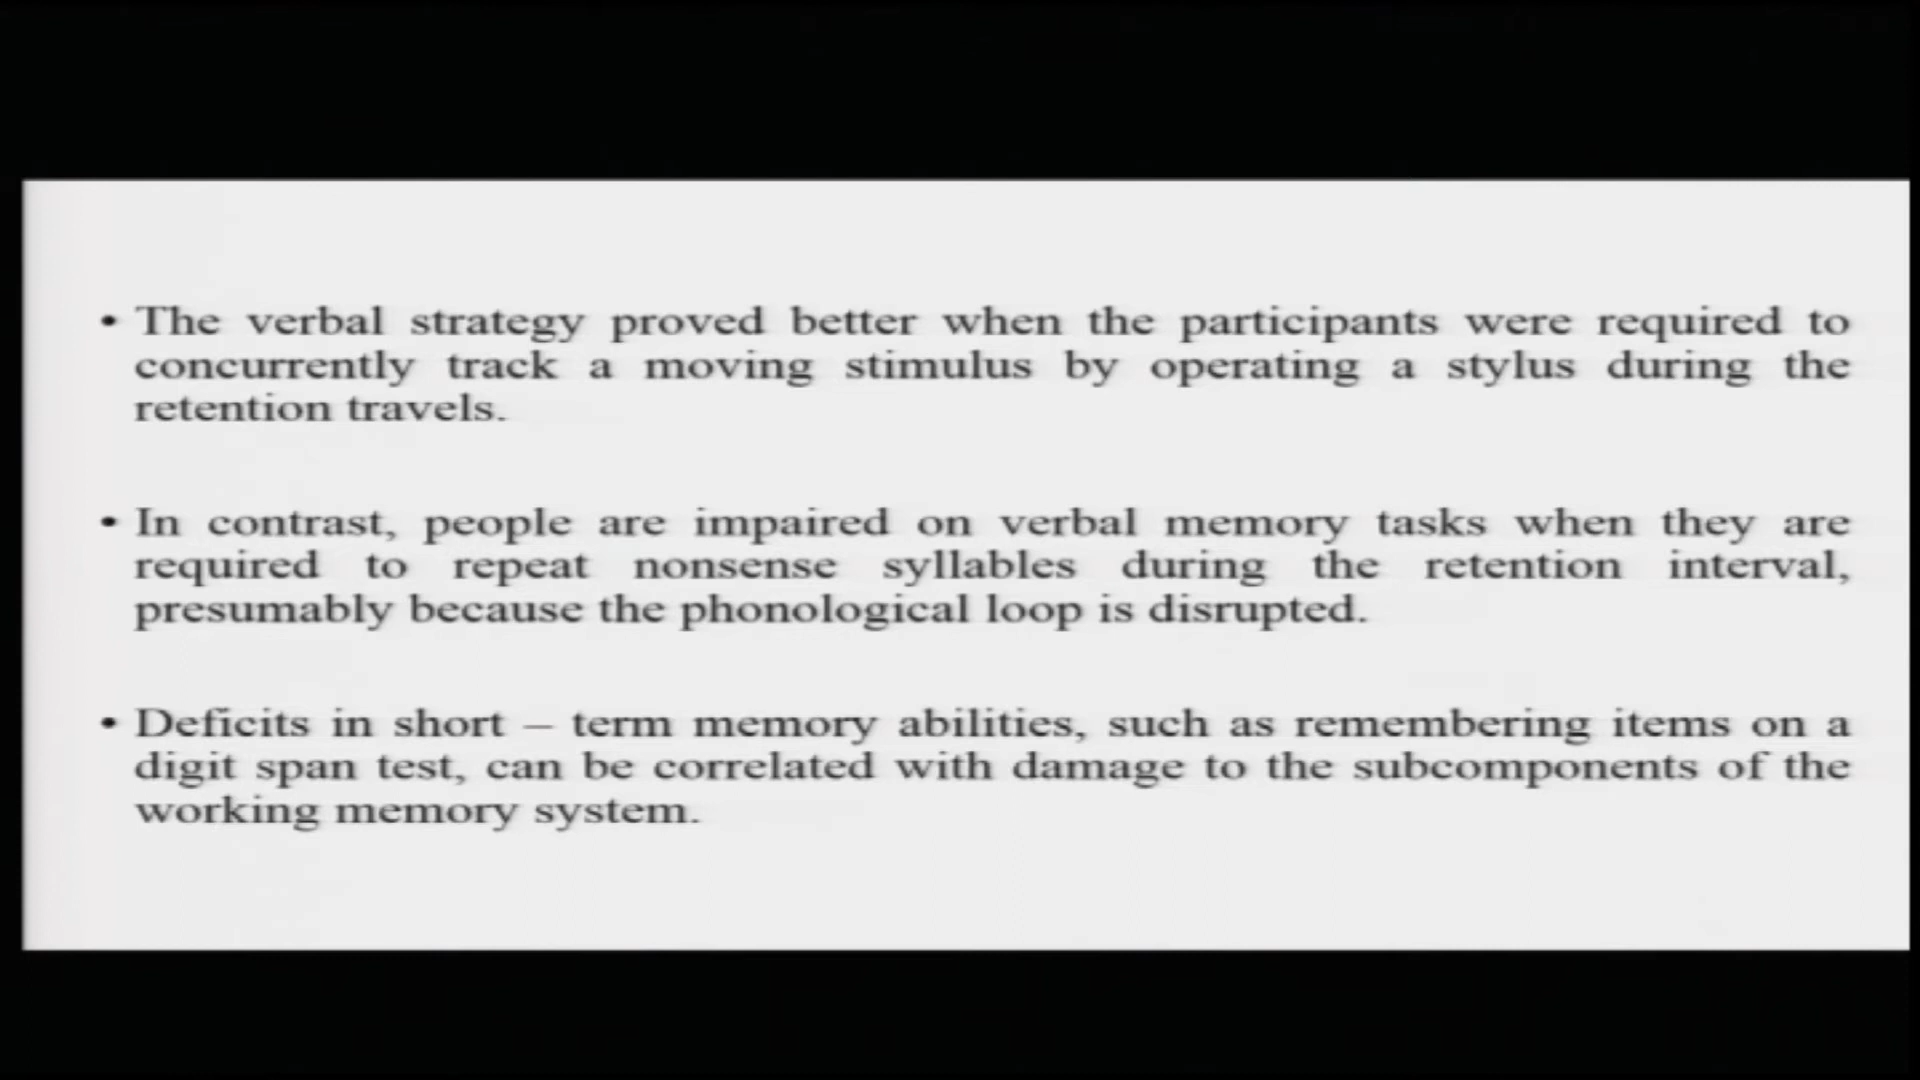 • The verbal strategy proved better when the participants were required to
concurrently track a moving stimulus by operating a stylus during the
retention travels.
• In contrast, people are impaired on verbal memory tasks when they are
required to repeat nonsense syllables during the retention interval,
presumably because the phonological loop is disrupted.
• Deficits in short – term memory abilities, such as remembering items on a
digit span test, can be correlated with damage to the subcomponents of the
working memory system.